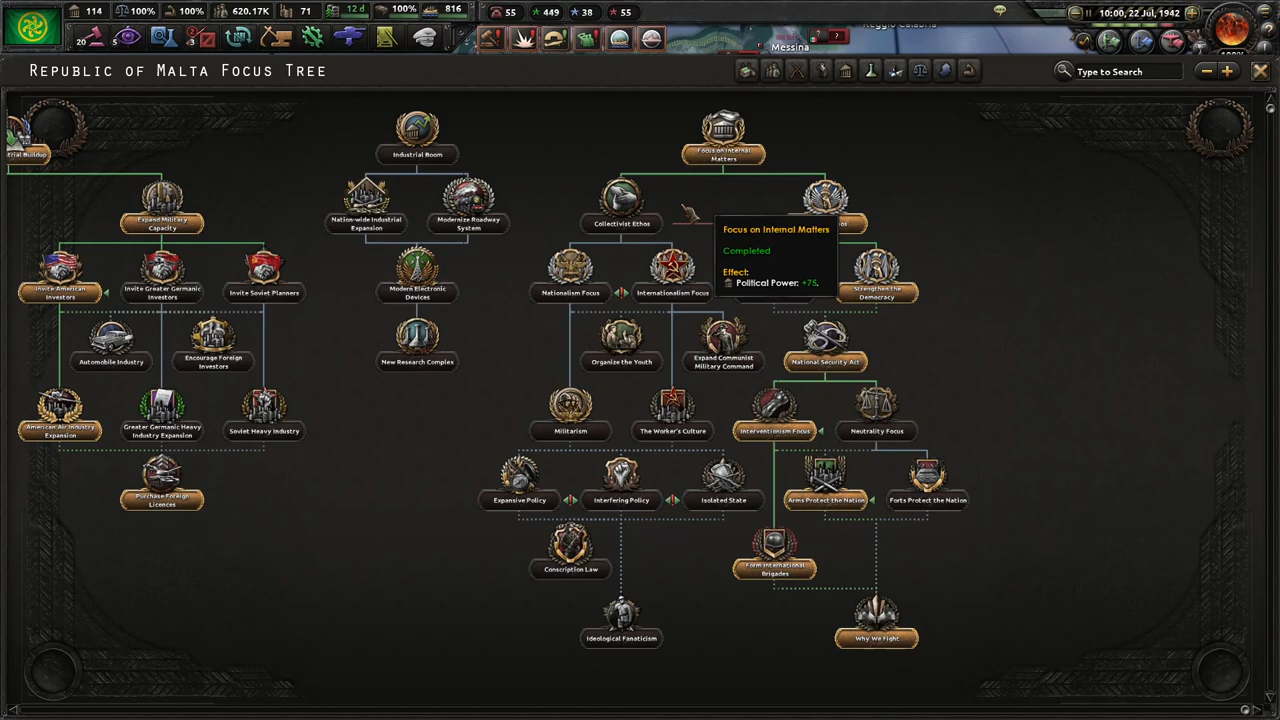 114
100%
100%
620.17K
71
12 d
100%
816
55
449
38
55
10:00, 22 Jul, 1942
20
5
2
3
Messina
?
100%
Republic of Malta Focus Tree
Type to Search
Industrial Boom
Focus on Internal
Matters
Expand Military
Capacity
Nation-wide Industrial
Expansion
Modernize Roadway
System
Collectivist Ethos
Focus on Internal Matters
Completed
Effect:
Political Power: +75.
Invite American
Investors
Invite Greater Germanic
Investors
Invite Soviet Planners
Modern Electronic
Devices
Nationalism Focus
Internationalism Focus
Strengthen the
Democracy
Automobile Industry
Encourage Foreign
Investors
New Research Complex
Organize the Youth
Expand Communist
Military Command
National Security Act
American Air Industry
Expansion
Greater Germanic Heavy
Industry Expansion
Soviet Heavy Industry
Militarism
The Worker's Culture
Interventionism Focus
Neutrality Focus
Purchase Foreign
Licences
Expansive Policy
Interfering Policy
Isolated State
Arms Protect the Nation
Forts Protect the Nation
Conscription Law
Form International
Brigades
Ideological Fanaticism
Why We Fight